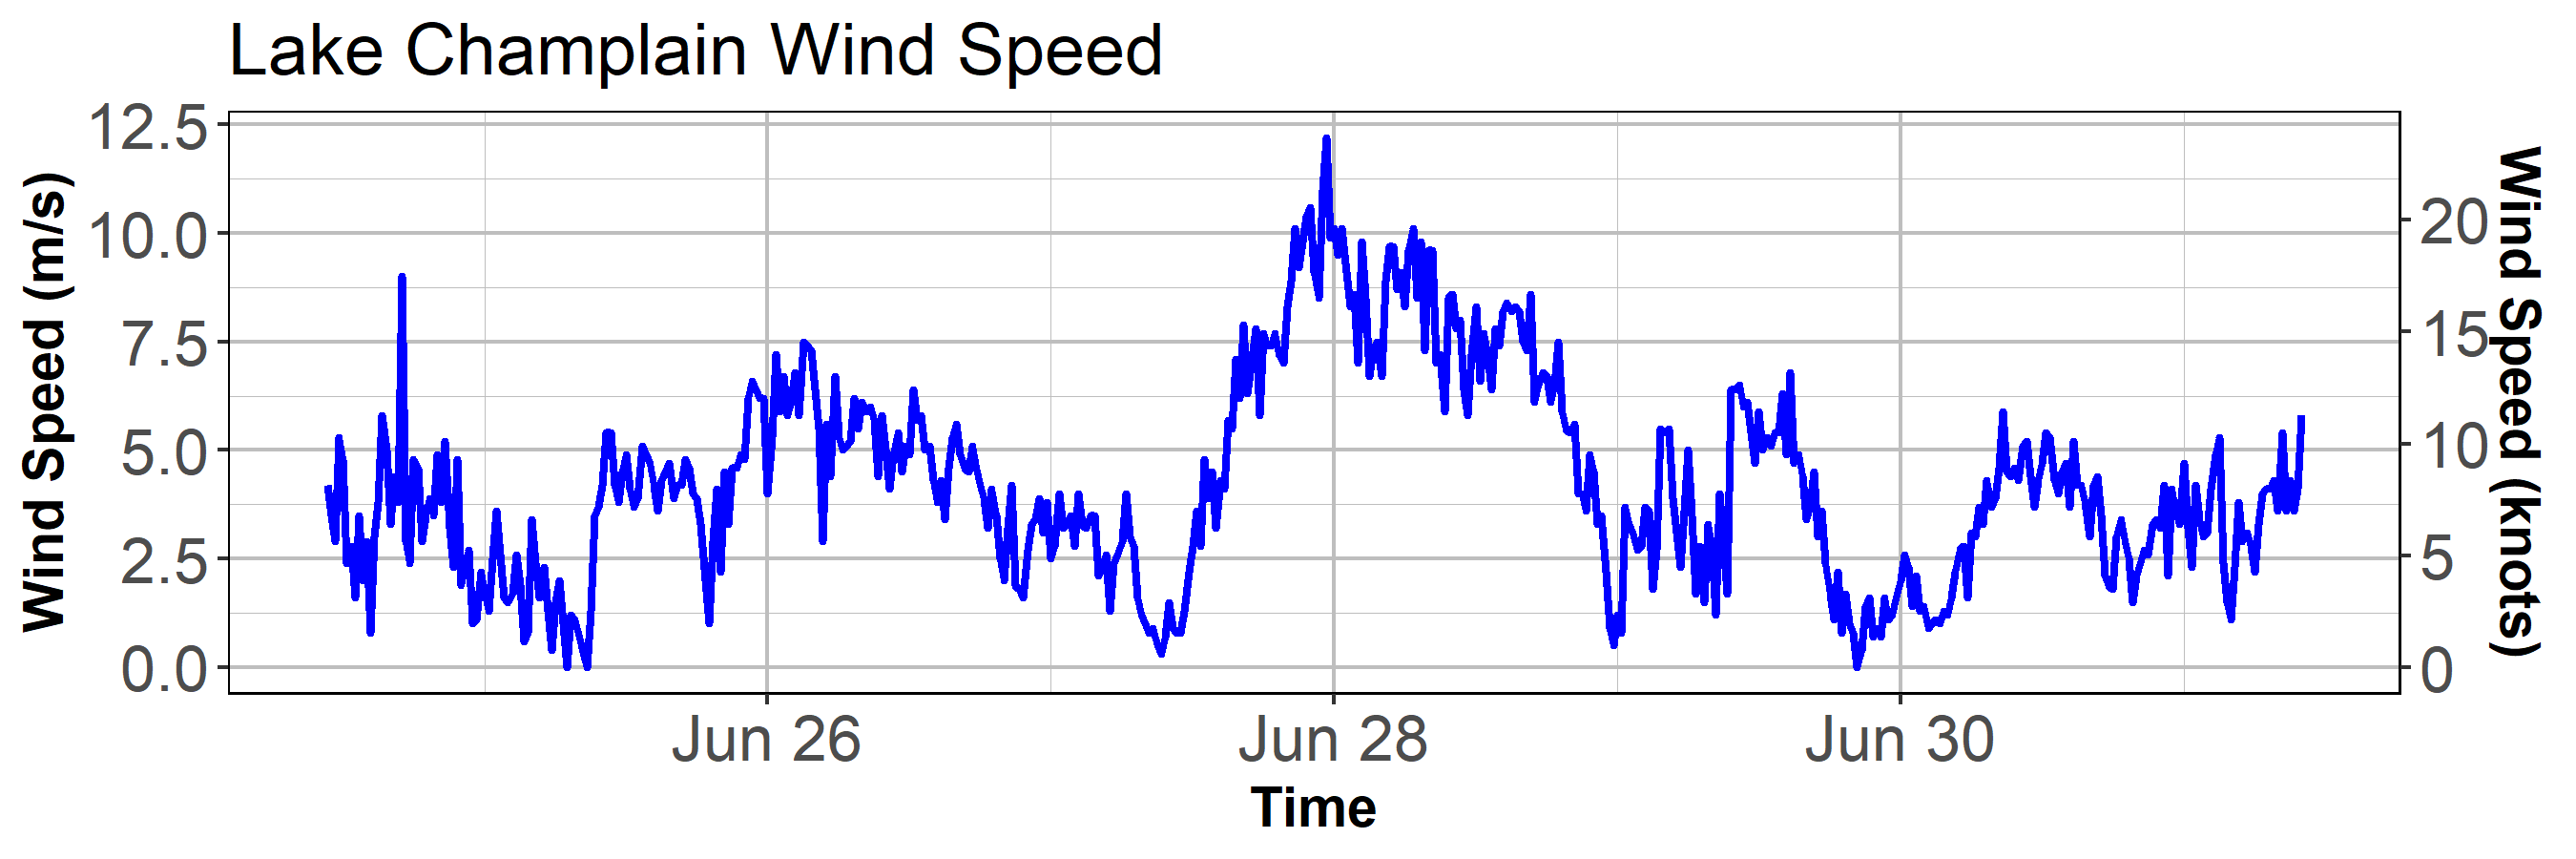 Lake Champlain Wind Speed
12.5
10.0
7.5
5.0
2.5
0.0
Wind Speed (m/s)
20
15
10
5
0
Wind Speed (knots)
Jun 26
Jun 28
Jun 30
Time